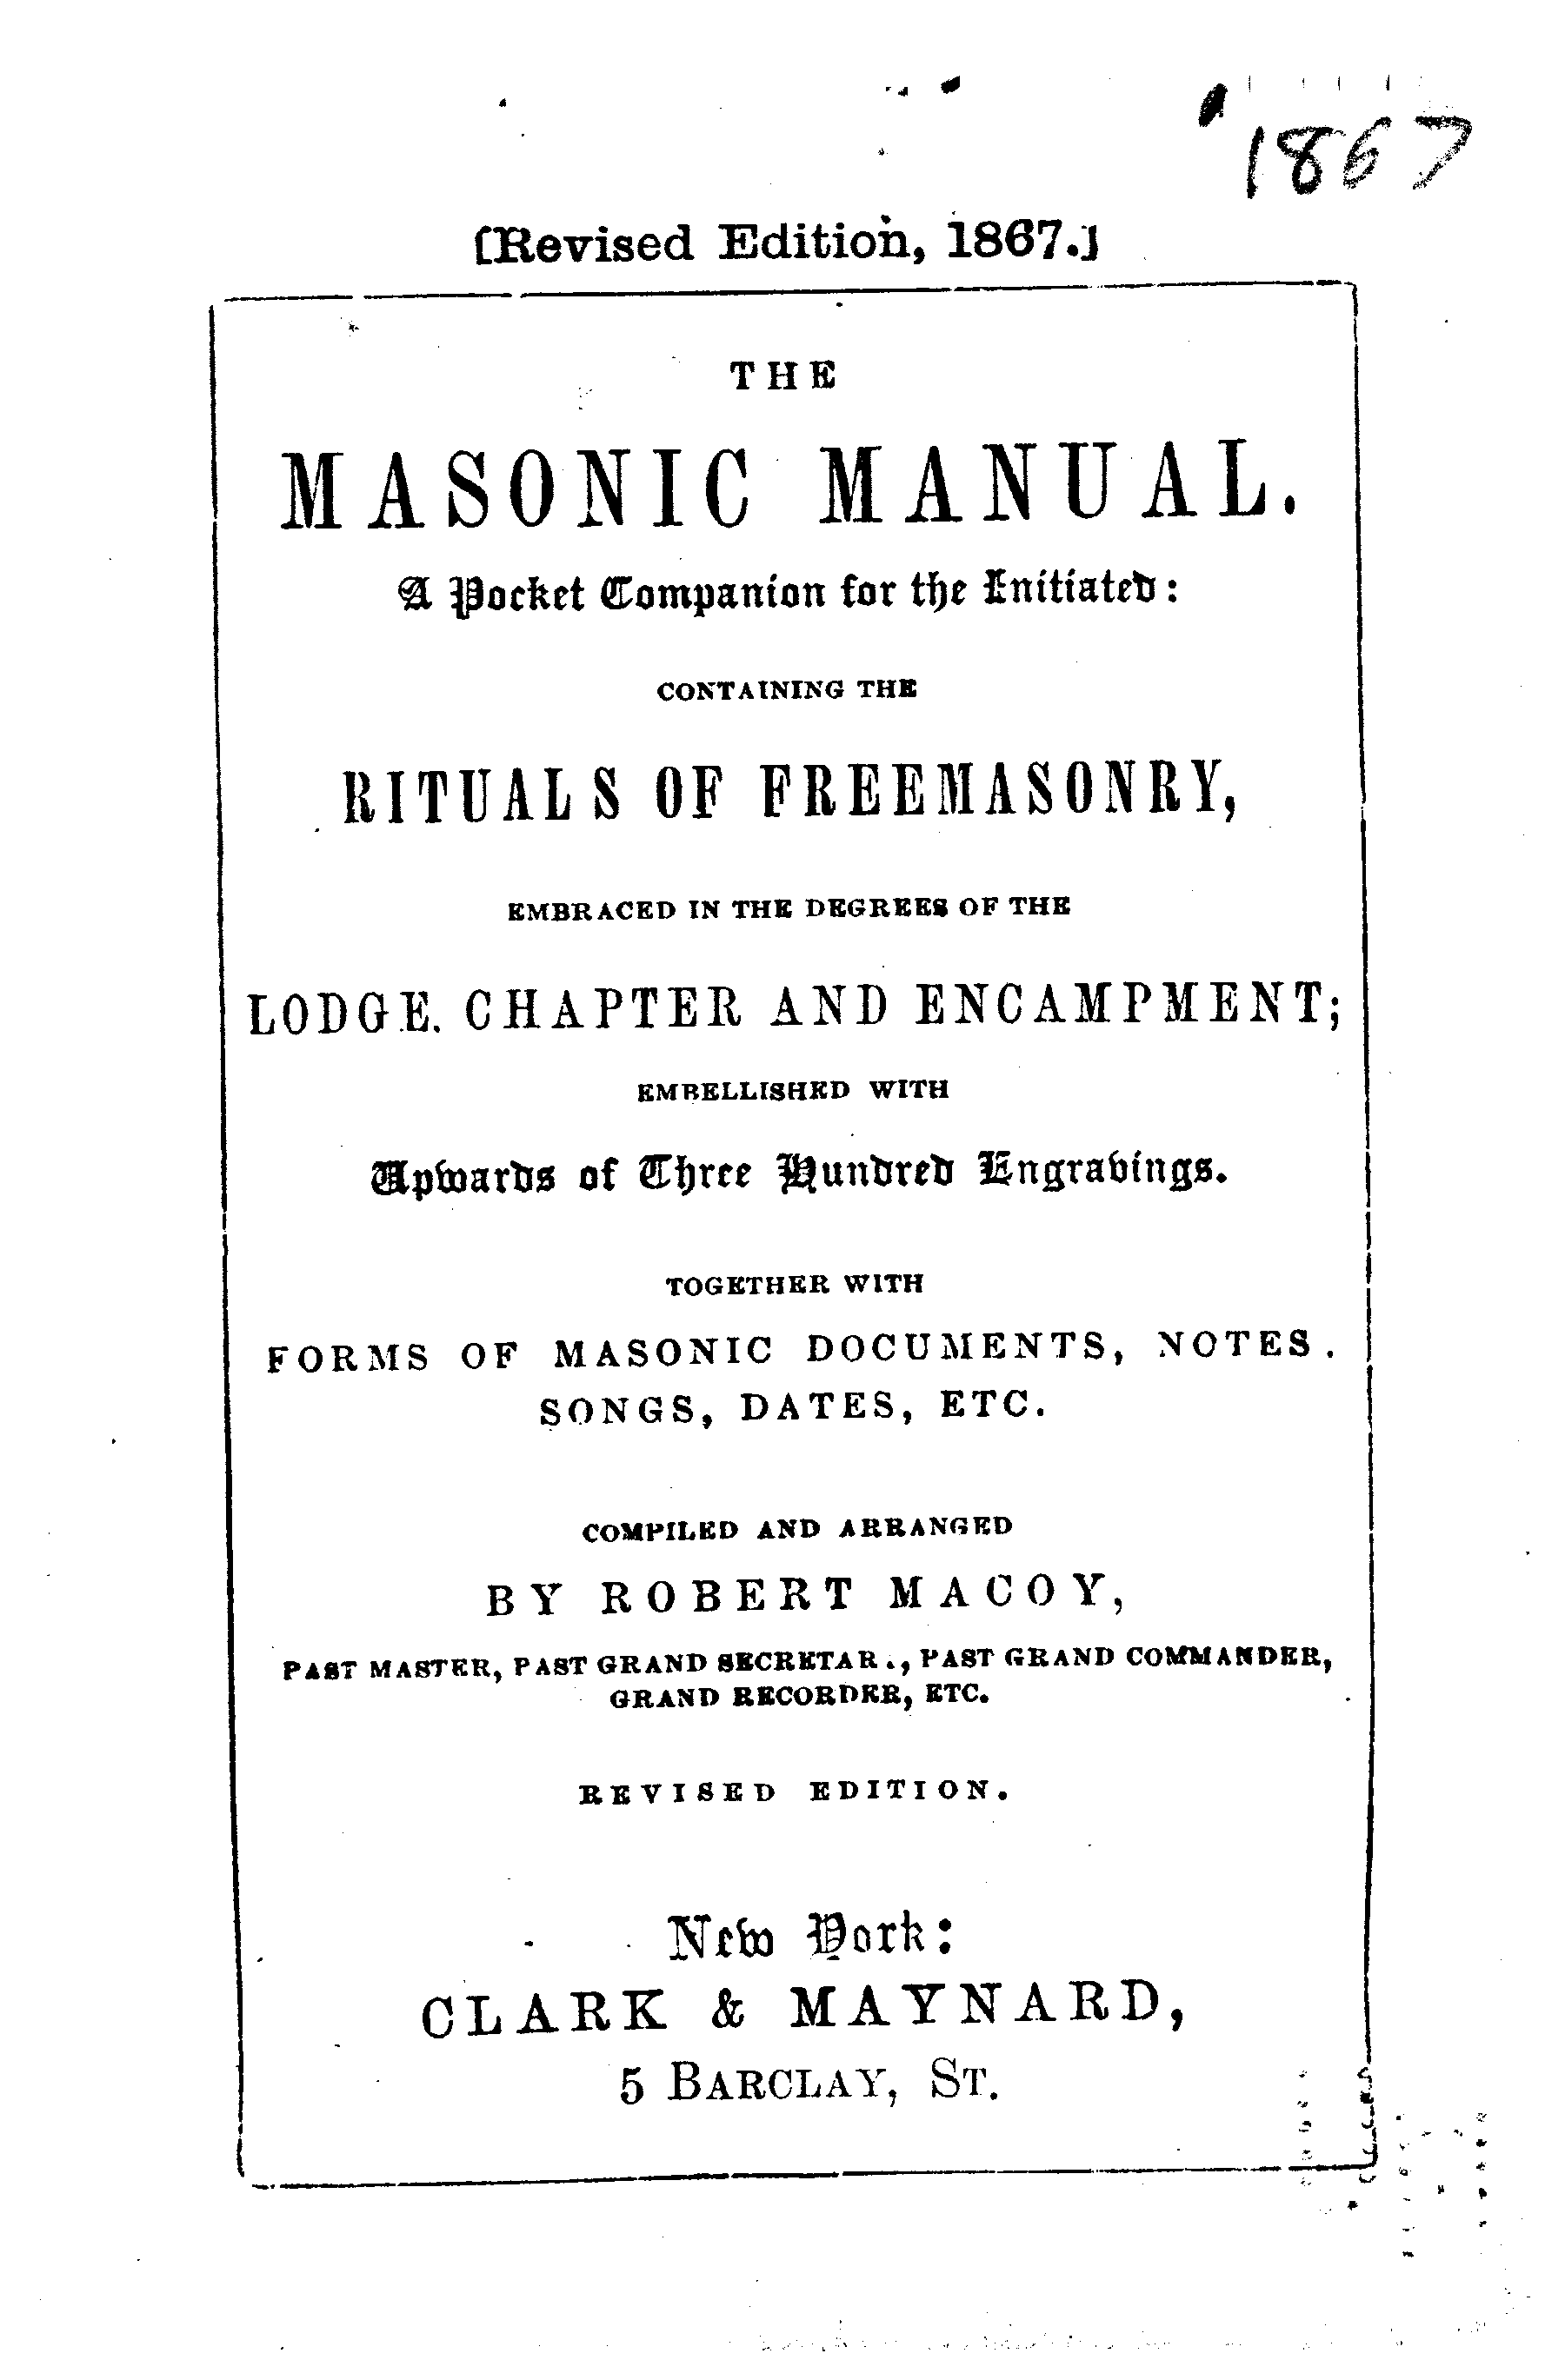 1867
[Revised Edition, 1867.]
THE
MASONIC MANUAL.
A Pocket Companion for the Initiated:
CONTAINING THE
RITUALS OF FREEMASONRY,
EMBRACED IN THE DEGREES OF THE
LODGE. CHAPTER AND ENCAMPMENT;
EMBELLISHED WITH
Upwards of Three Hundred Engravings.
TOGETHER WITH
FORMS OF MASONIC DOCUMENTS, NOTES.
SONGS, DATES, ETC.
COMPILED AND ARRANGED
BY ROBERT MACOY,
PAST MASTER, PAST GRAND SECRETAR., PAST GRAND COMMANDER,
GRAND RECORDER, ETC.
REVISED EDITION.
New York:
CLARK & MAYNARD,
5 BARCLAY, ST.